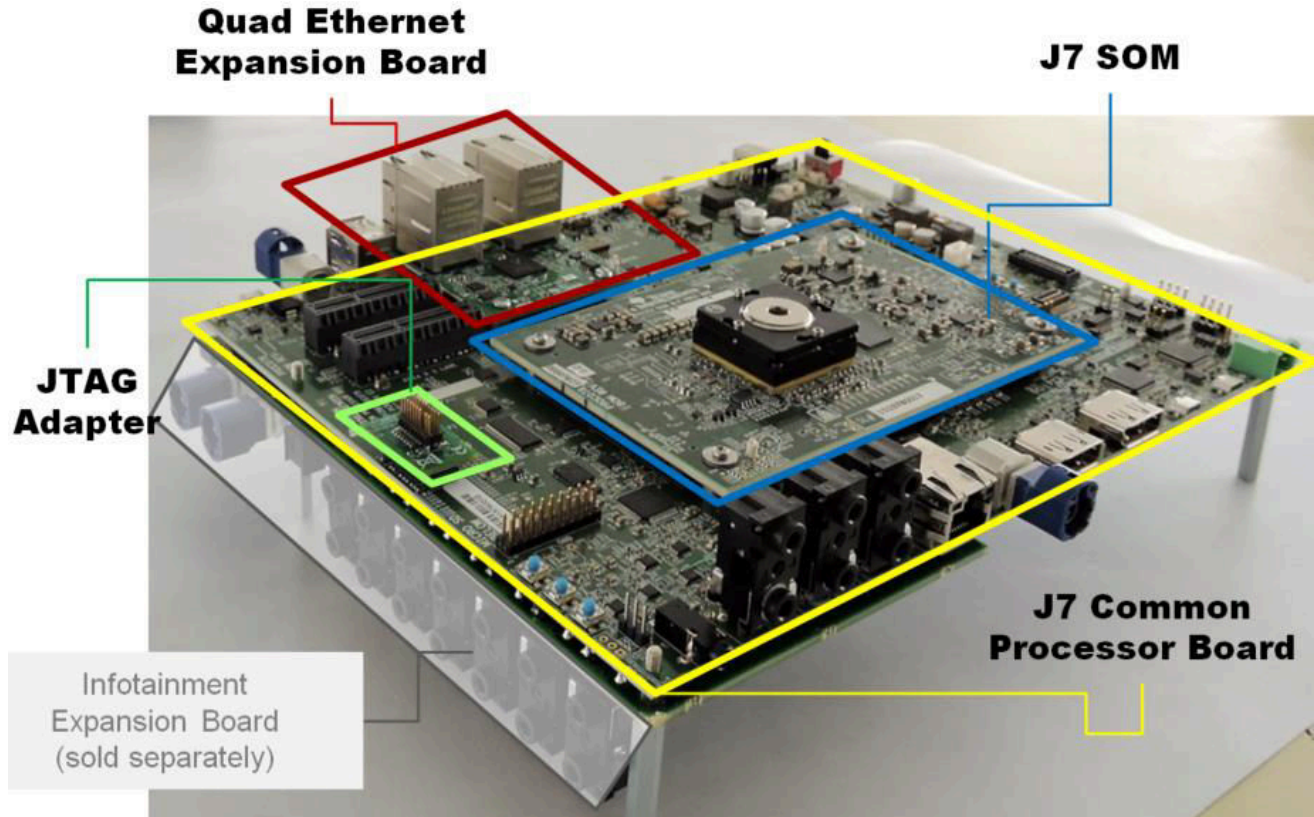 Quad Ethernet
Expansion Board
J7 SOM
JTAG
Adapter
J7 Common
Processor Board
Infotainment
Expansion Board
(sold separately)